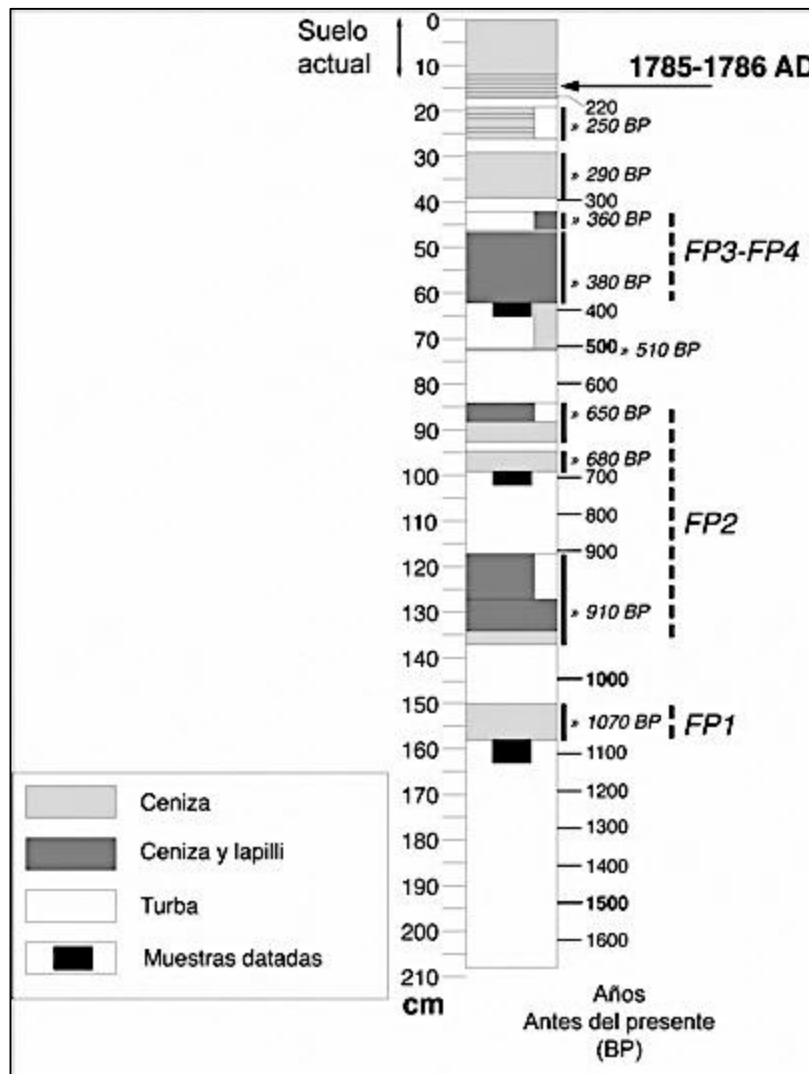 Suelo
actual
0
10
20
30
40
50
60
70
80
90
100
110
120
130
140
150
160
170
180
190
200
210
cm
1785-1786 AD
220
» 250 BP
» 290 BP
300
» 360 BP
» 380 BP
400
500 » 510 BP
600
» 650 BP
» 680 BP
700
800
900
» 910 BP
1000
» 1070 BP
1100
1200
1300
1400
1500
1600
FP3-FP4
FP2
FP1
Años
Antes del presente
(BP)
Ceniza
Ceniza y lapilli
Turba
Muestras datadas